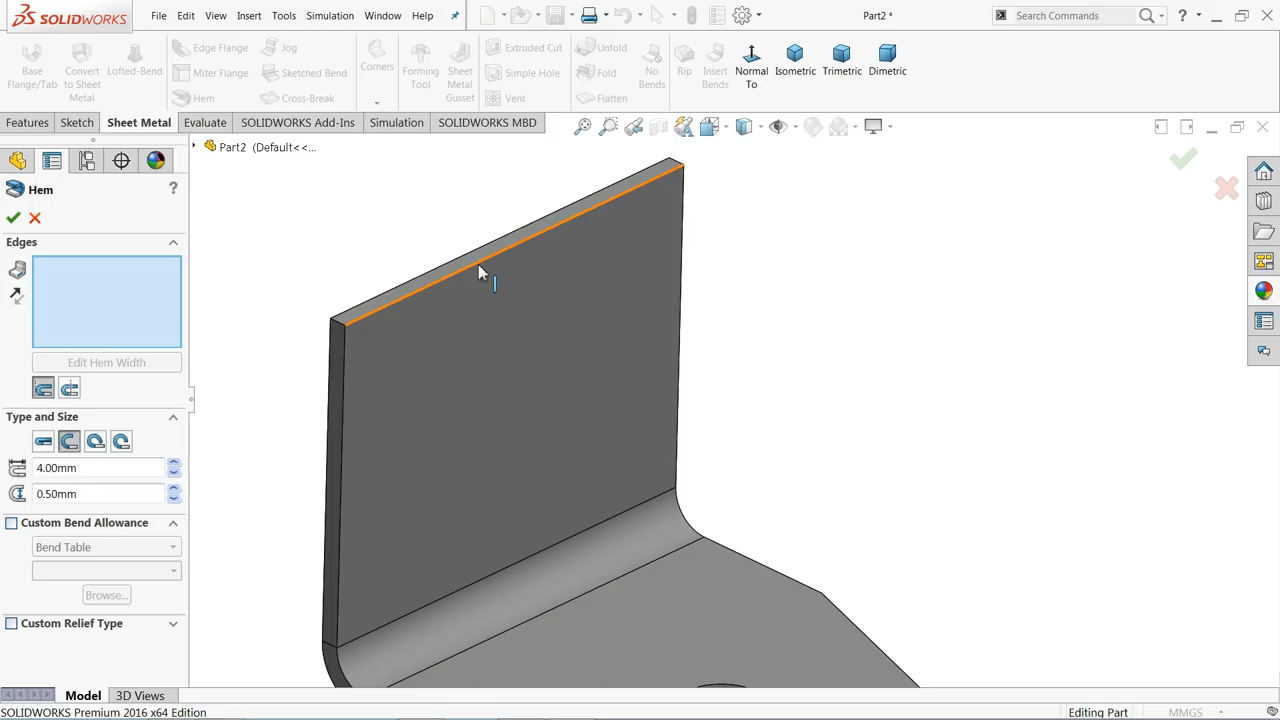 SOLIDWORKS File Edit View Insert Tools Simulation Window Help Part2 * Search Commands ?
Base Flange/Tab
Convert to Sheet Metal
Lofted-Bend
Edge Flange
Miter Flange
Hem
Jog
Sketched Bend
Cross-Break
Corners
Forming Tool
Sheet Metal Gusset
Extruded Cut
Simple Hole
Vent
Unfold
Fold
Flatten
No Bends
Rip
Insert Bends
Normal To
Isometric
Trimetric
Dimetric
Features Sketch Sheet Metal Evaluate SOLIDWORKS Add-Ins Simulation SOLIDWORKS MBD
Part2 (Default<<...
Hem ?
Edges
Edit Hem Width
Type and Size
4.00mm
0.50mm
Custom Bend Allowance
Bend Table
Browse...
Custom Relief Type
Model 3D Views
SOLIDWORKS Premium 2016 x64 Edition Editing Part MMGS